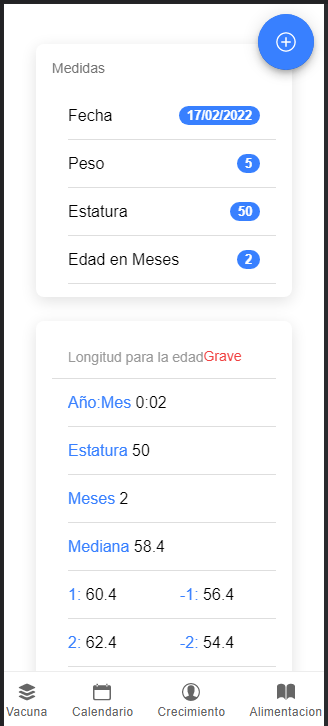 Medidas
Fecha 17/02/2022
Peso 5
Estatura 50
Edad en Meses 2
Longitud para la edadGrave
Año:Mes 0:02
Estatura 50
Meses 2
Mediana 58.4
1: 60.4 -1: 56.4
2: 62.4 -2: 54.4
Vacuna Calendario Crecimiento Alimentacion